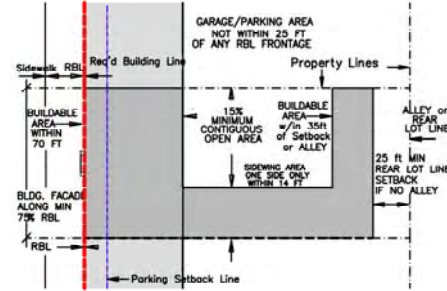 GARAGE/PARKING AREA
NOT WITHIN 25 FT
OF ANY RBL FRONTAGE
Sidewalk RBL Req'd Building Line
Property Lines
BUILDABLE
AREA
WITHIN
70 FT
15%
MINIMUM
CONTIGUOUS
OPEN AREA
BUILDABLE
AREA
w/in 35ft
of Setback
or ALLEY
ALLEY or
REAR
LOT LINE
SIDEWING AREA
ONE SIDE ONLY
WITHIN 14 FT
25 ft MIN
REAR LOT LINE
SETBACK
IF NO ALLEY
BLDG. FACADE
ALONG MIN
75% RBL
RBL
Parking Setback Line